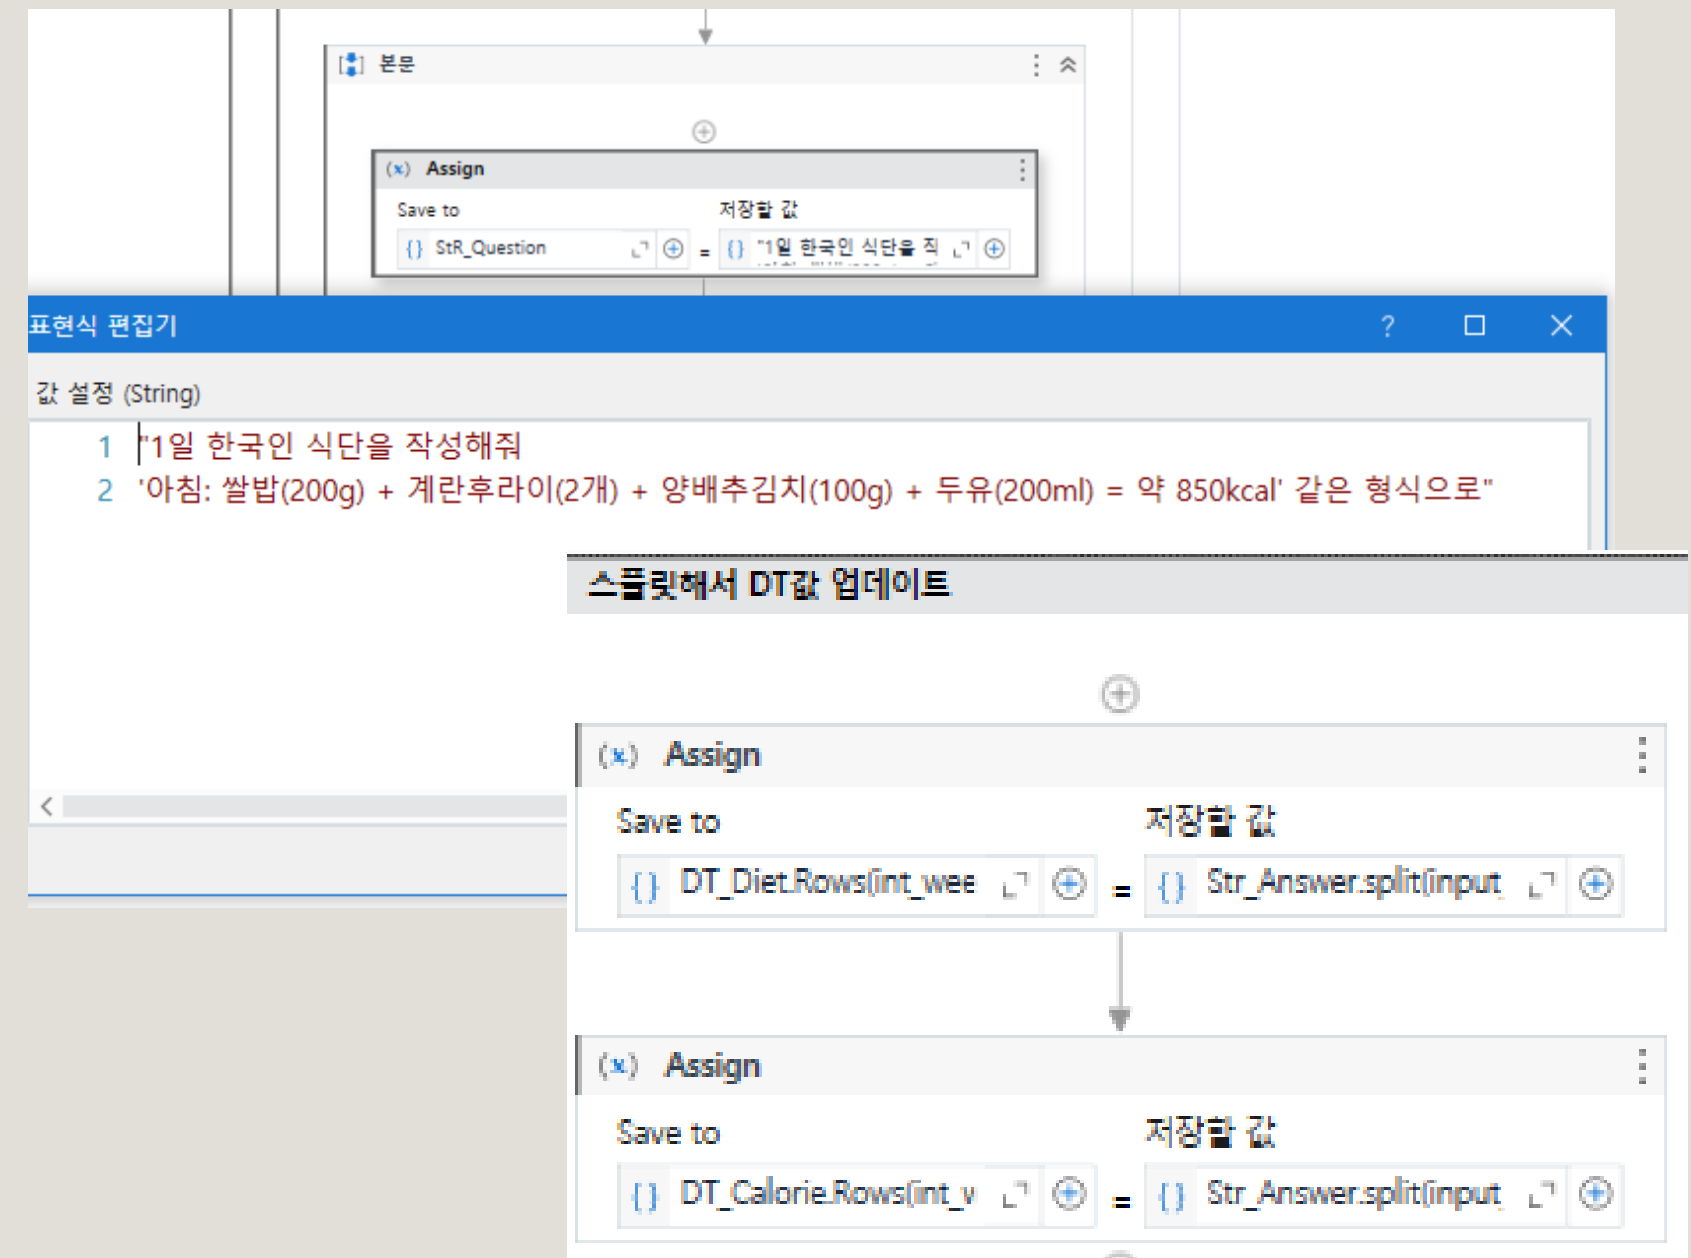 본문
(x) Assign
Save to 저장할 값
{} StR_Question = {} "1일 한국인 식단을 작
표현식 편집기 ?
값 설정 (String)
1 "1일 한국인 식단을 작성해줘
2 '아침: 쌀밥(200g) + 계란후라이(2개) + 양배추김치(100g) + 두유(200ml) = 약 850kcal' 같은 형식으로"
스플릿해서 DT값 업데이트
(x) Assign
Save to 저장할 값
{} DT_Diet.Rows(int_wee = {} Str_Answer.split(input_
(x) Assign
Save to 저장할 값
{} DT_Calorie.Rows(int_v = {} Str_Answer.split(input_